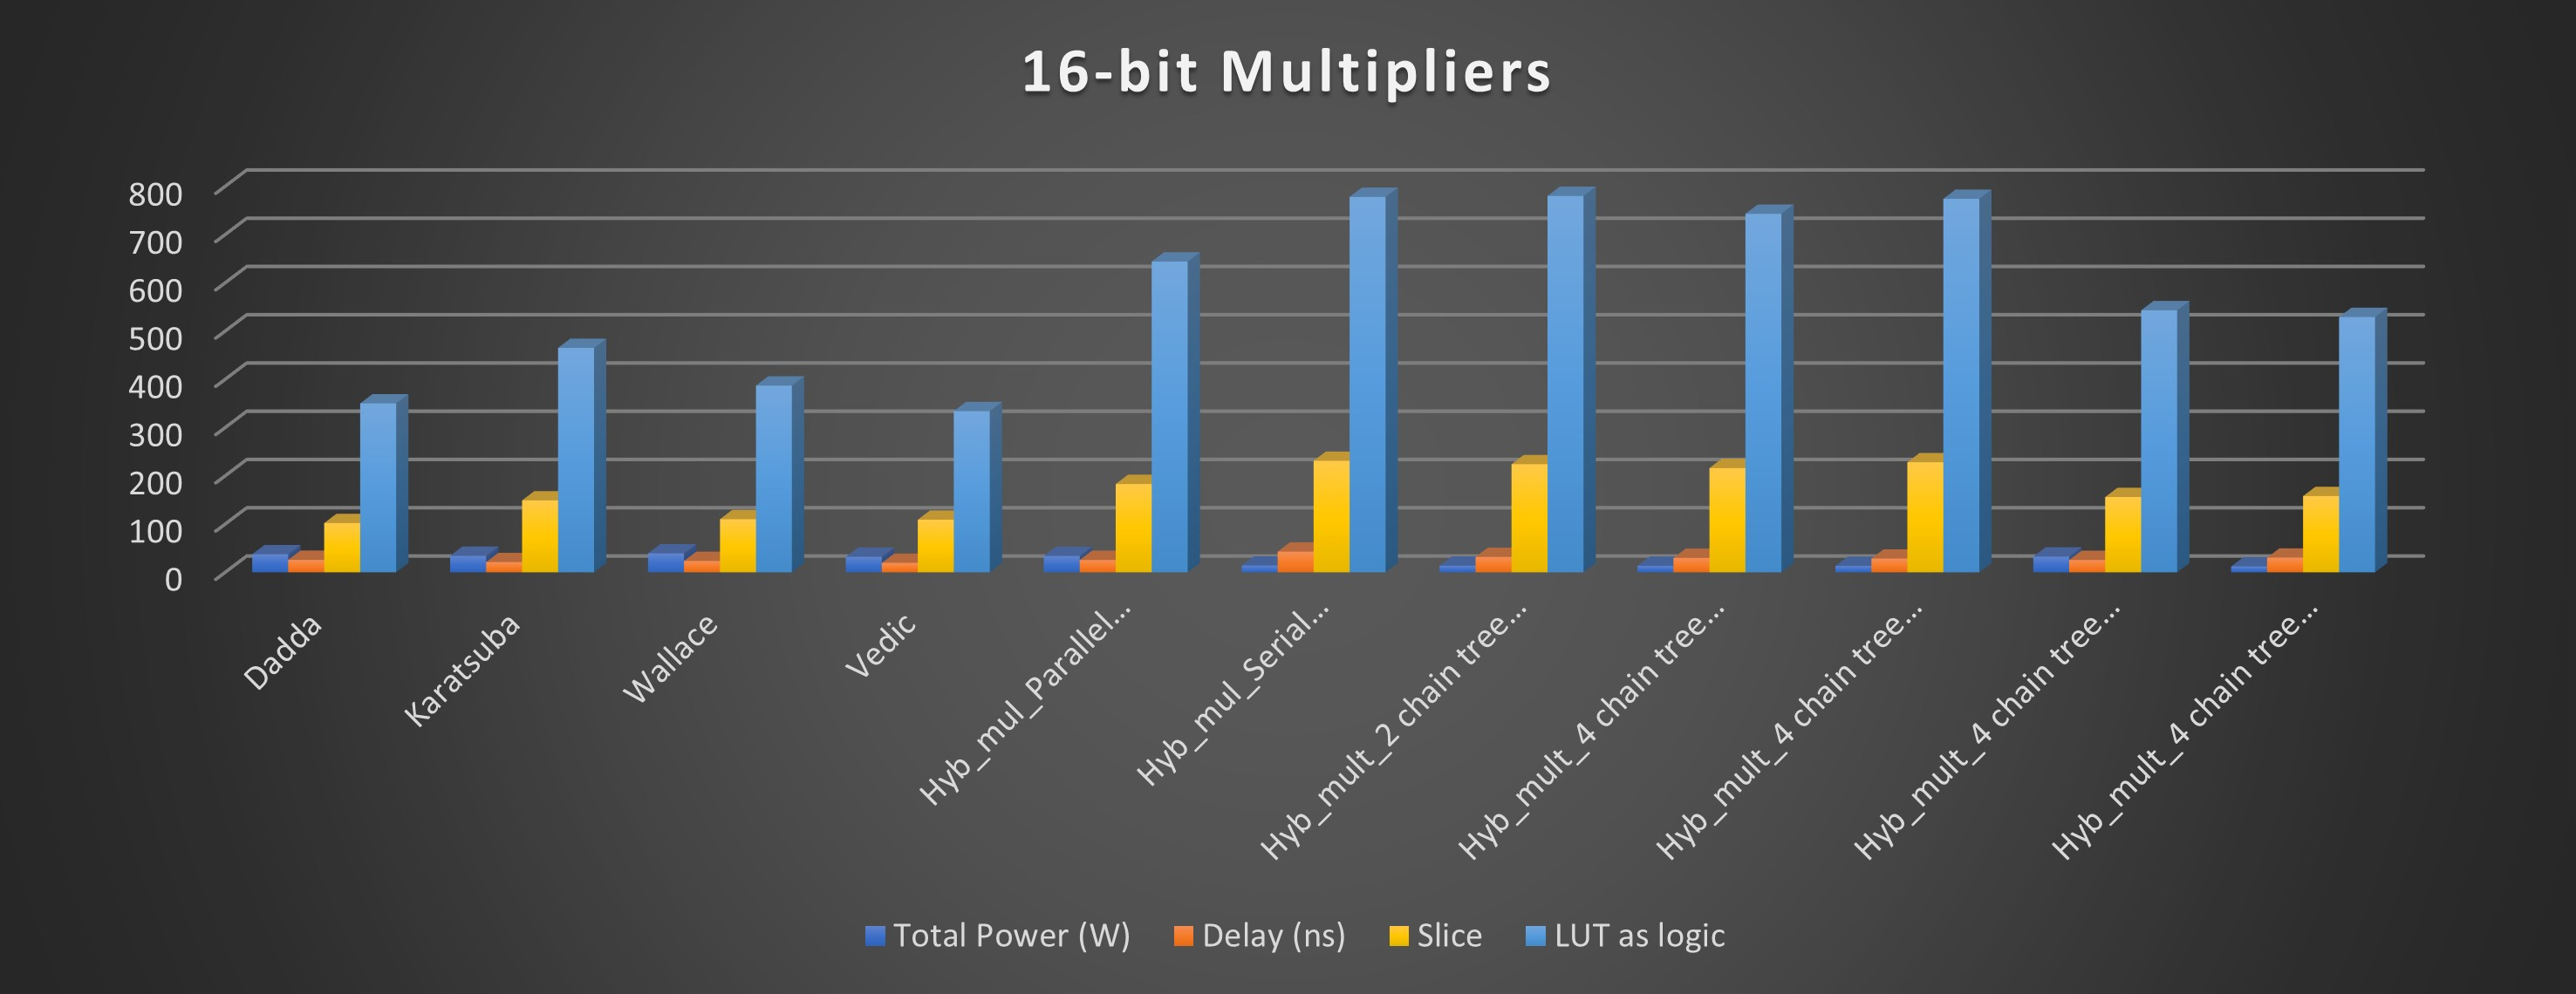 16-bit Multipliers
800
700
600
500
400
300
200
100
0
Dadda
Karatsuba
Wallace
Vedic
Hyb_mul_Parallel...
Hyb_mul_Serial...
Hyb_mult_2 chain tree...
Hyb_mult_4 chain tree...
Hyb_mult_4 chain tree...
Hyb_mult_4 chain tree...
Hyb_mult_4 chain tree...
Total Power (W) Delay (ns) Slice LUT as logic